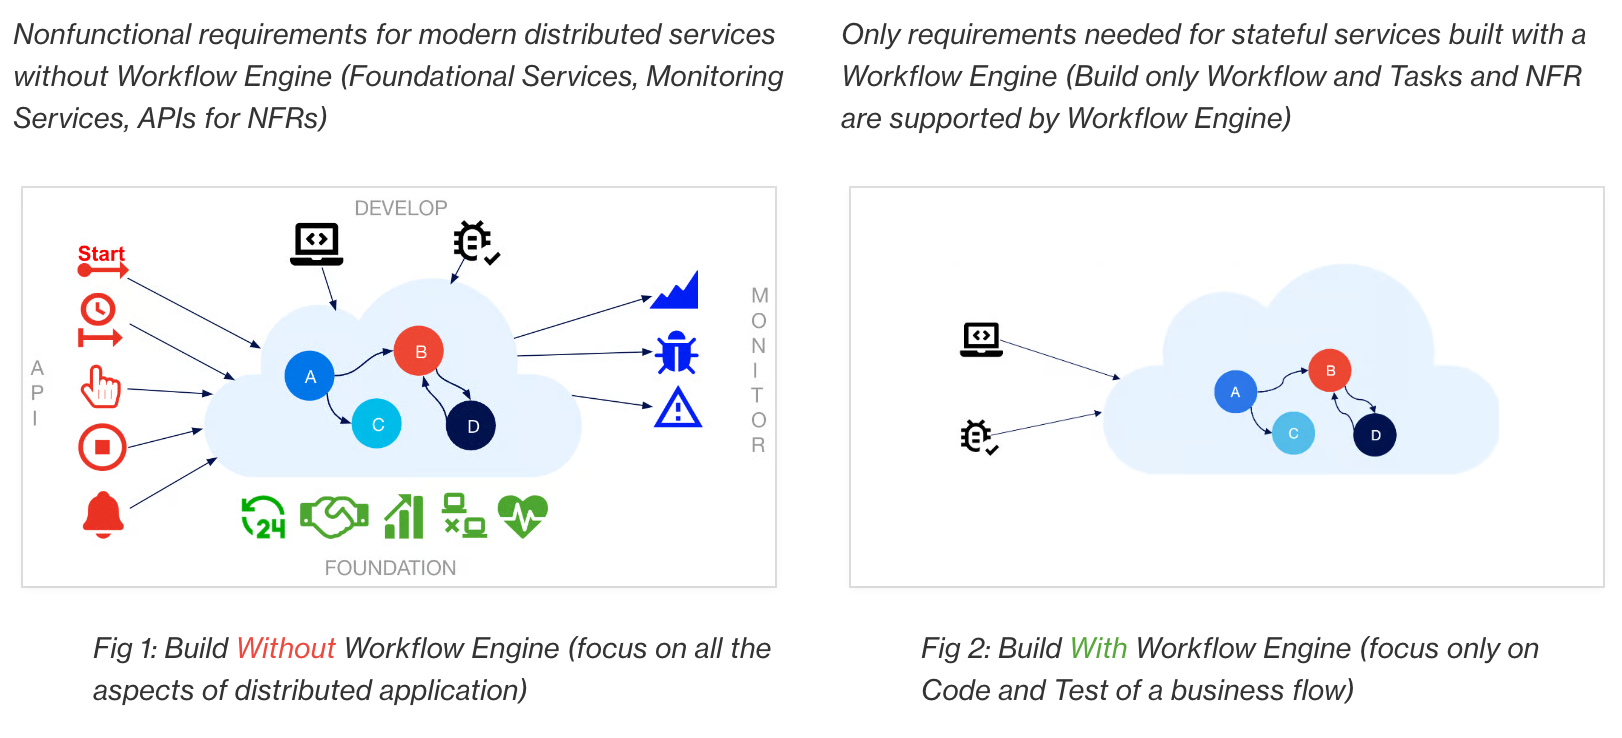 Nonfunctional requirements for modern distributed services
without Workflow Engine (Foundational Services, Monitoring
Services, APIs for NFRs)
Only requirements needed for stateful services built with a
Workflow Engine (Build only Workflow and Tasks and NFR
are supported by Workflow Engine)
DEVELOP
Start
API
MONITOR
A
B
C
D
24
FOUNDATION
A
B
C
D
Fig 1: Build Without Workflow Engine (focus on all the
aspects of distributed application)
Fig 2: Build With Workflow Engine (focus only on
Code and Test of a business flow)